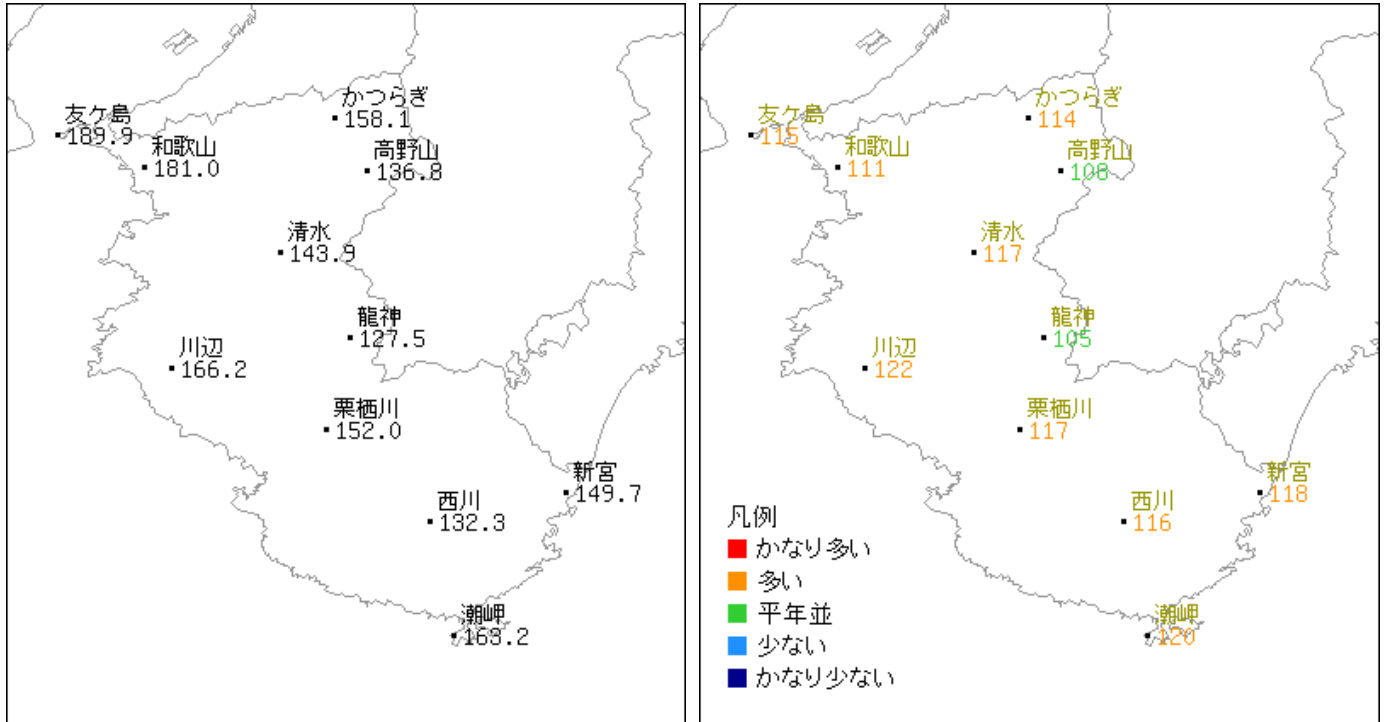 友ケ島
189.9
和歌山
181.0
かつらぎ
158.1
高野山
136.8
清水
143.9
龍神
127.5
川辺
166.2
栗栖川
152.0
新宮
149.7
西川
132.3
潮岬
163.2
友ケ島
115
和歌山
111
かつらぎ
114
高野山
108
清水
117
龍神
105
川辺
122
栗栖川
117
新宮
118
西川
116
潮岬
120
凡例
かなり多い
多い
平年並
少ない
かなり少ない